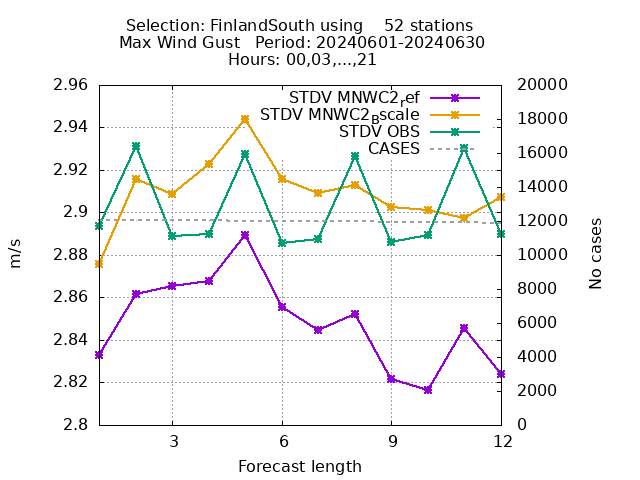 Selection: FinlandSouth using    52 stations
Max Wind Gust   Period: 20240601-20240630
Hours: 00,03,...,21
STDV MNWC2_ref
STDV MNWC2_Bscale
STDV OBS
CASES
2.96
2.94
2.92
2.9
2.88
2.86
2.84
2.82
2.8
20000
18000
16000
14000
12000
10000
8000
6000
4000
2000
0
m/s
No cases
3 6 9 12
Forecast length